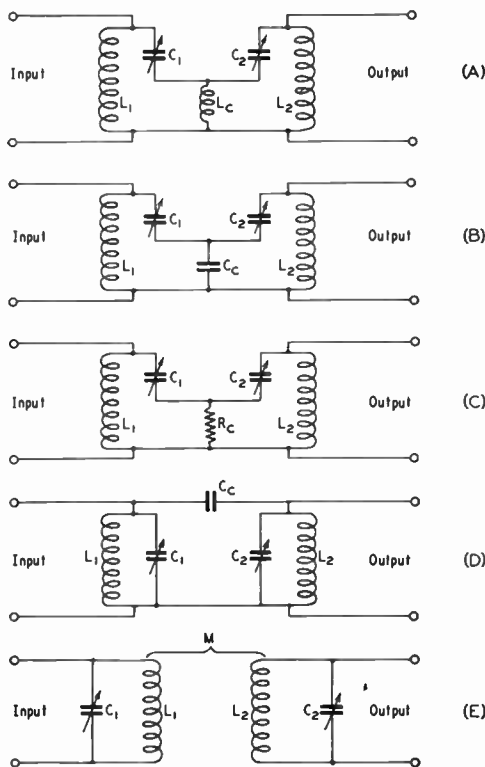 C1 C2
Input L1 LC L2 Output (A)
C1 C2
Input L1 CC L2 Output (B)
C1 C2
Input L1 RC L2 Output (C)
CC
Input L1 C1 C2 L2 Output (D)
M
Input C1 L1 L2 C2 Output (E)